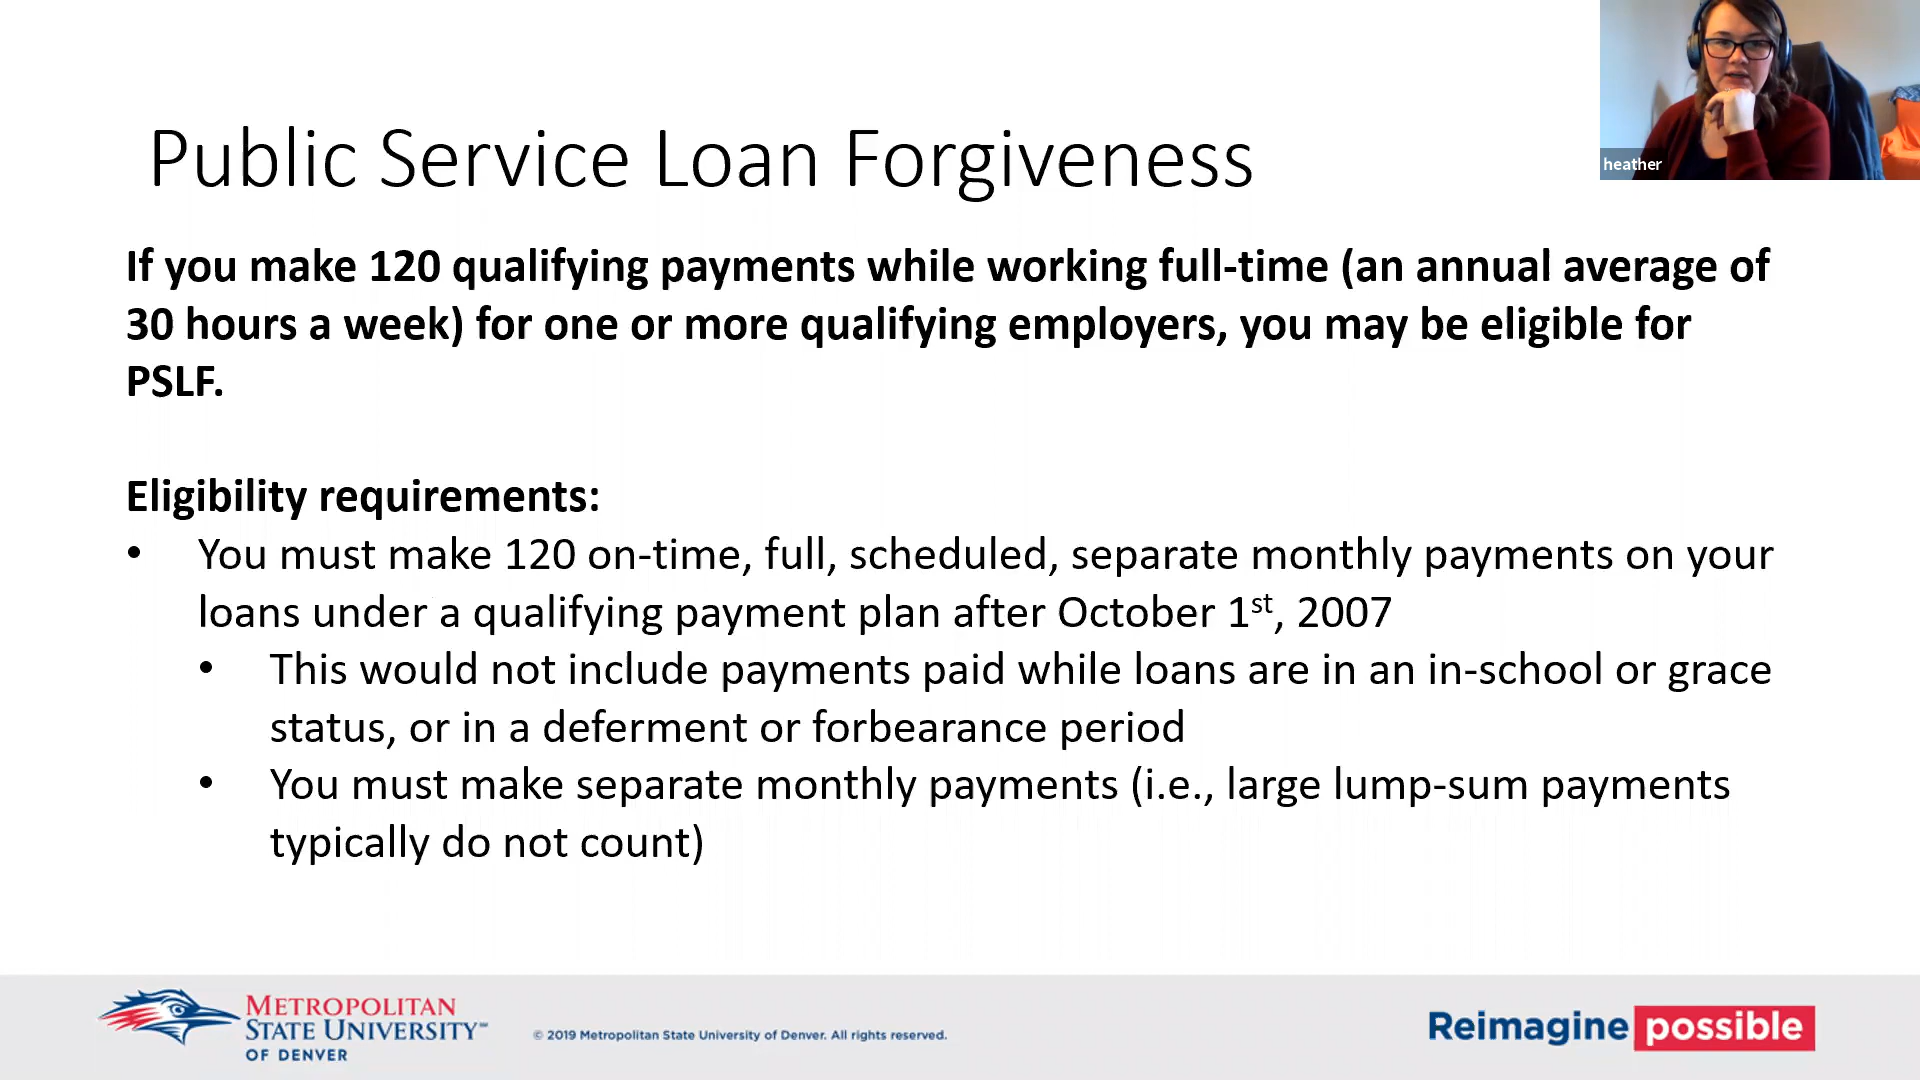 heather
Public Service Loan Forgiveness
If you make 120 qualifying payments while working full-time (an annual average of
30 hours a week) for one or more qualifying employers, you may be eligible for
PSLF.
Eligibility requirements:
• You must make 120 on-time, full, scheduled, separate monthly payments on your
loans under a qualifying payment plan after October 1st, 2007
• This would not include payments paid while loans are in an in-school or grace
status, or in a deferment or forbearance period
• You must make separate monthly payments (i.e., large lump-sum payments
typically do not count)
METROPOLITAN
STATE UNIVERSITY℠
OF DENVER
© 2019 Metropolitan State University of Denver. All rights reserved.
Reimagine possible